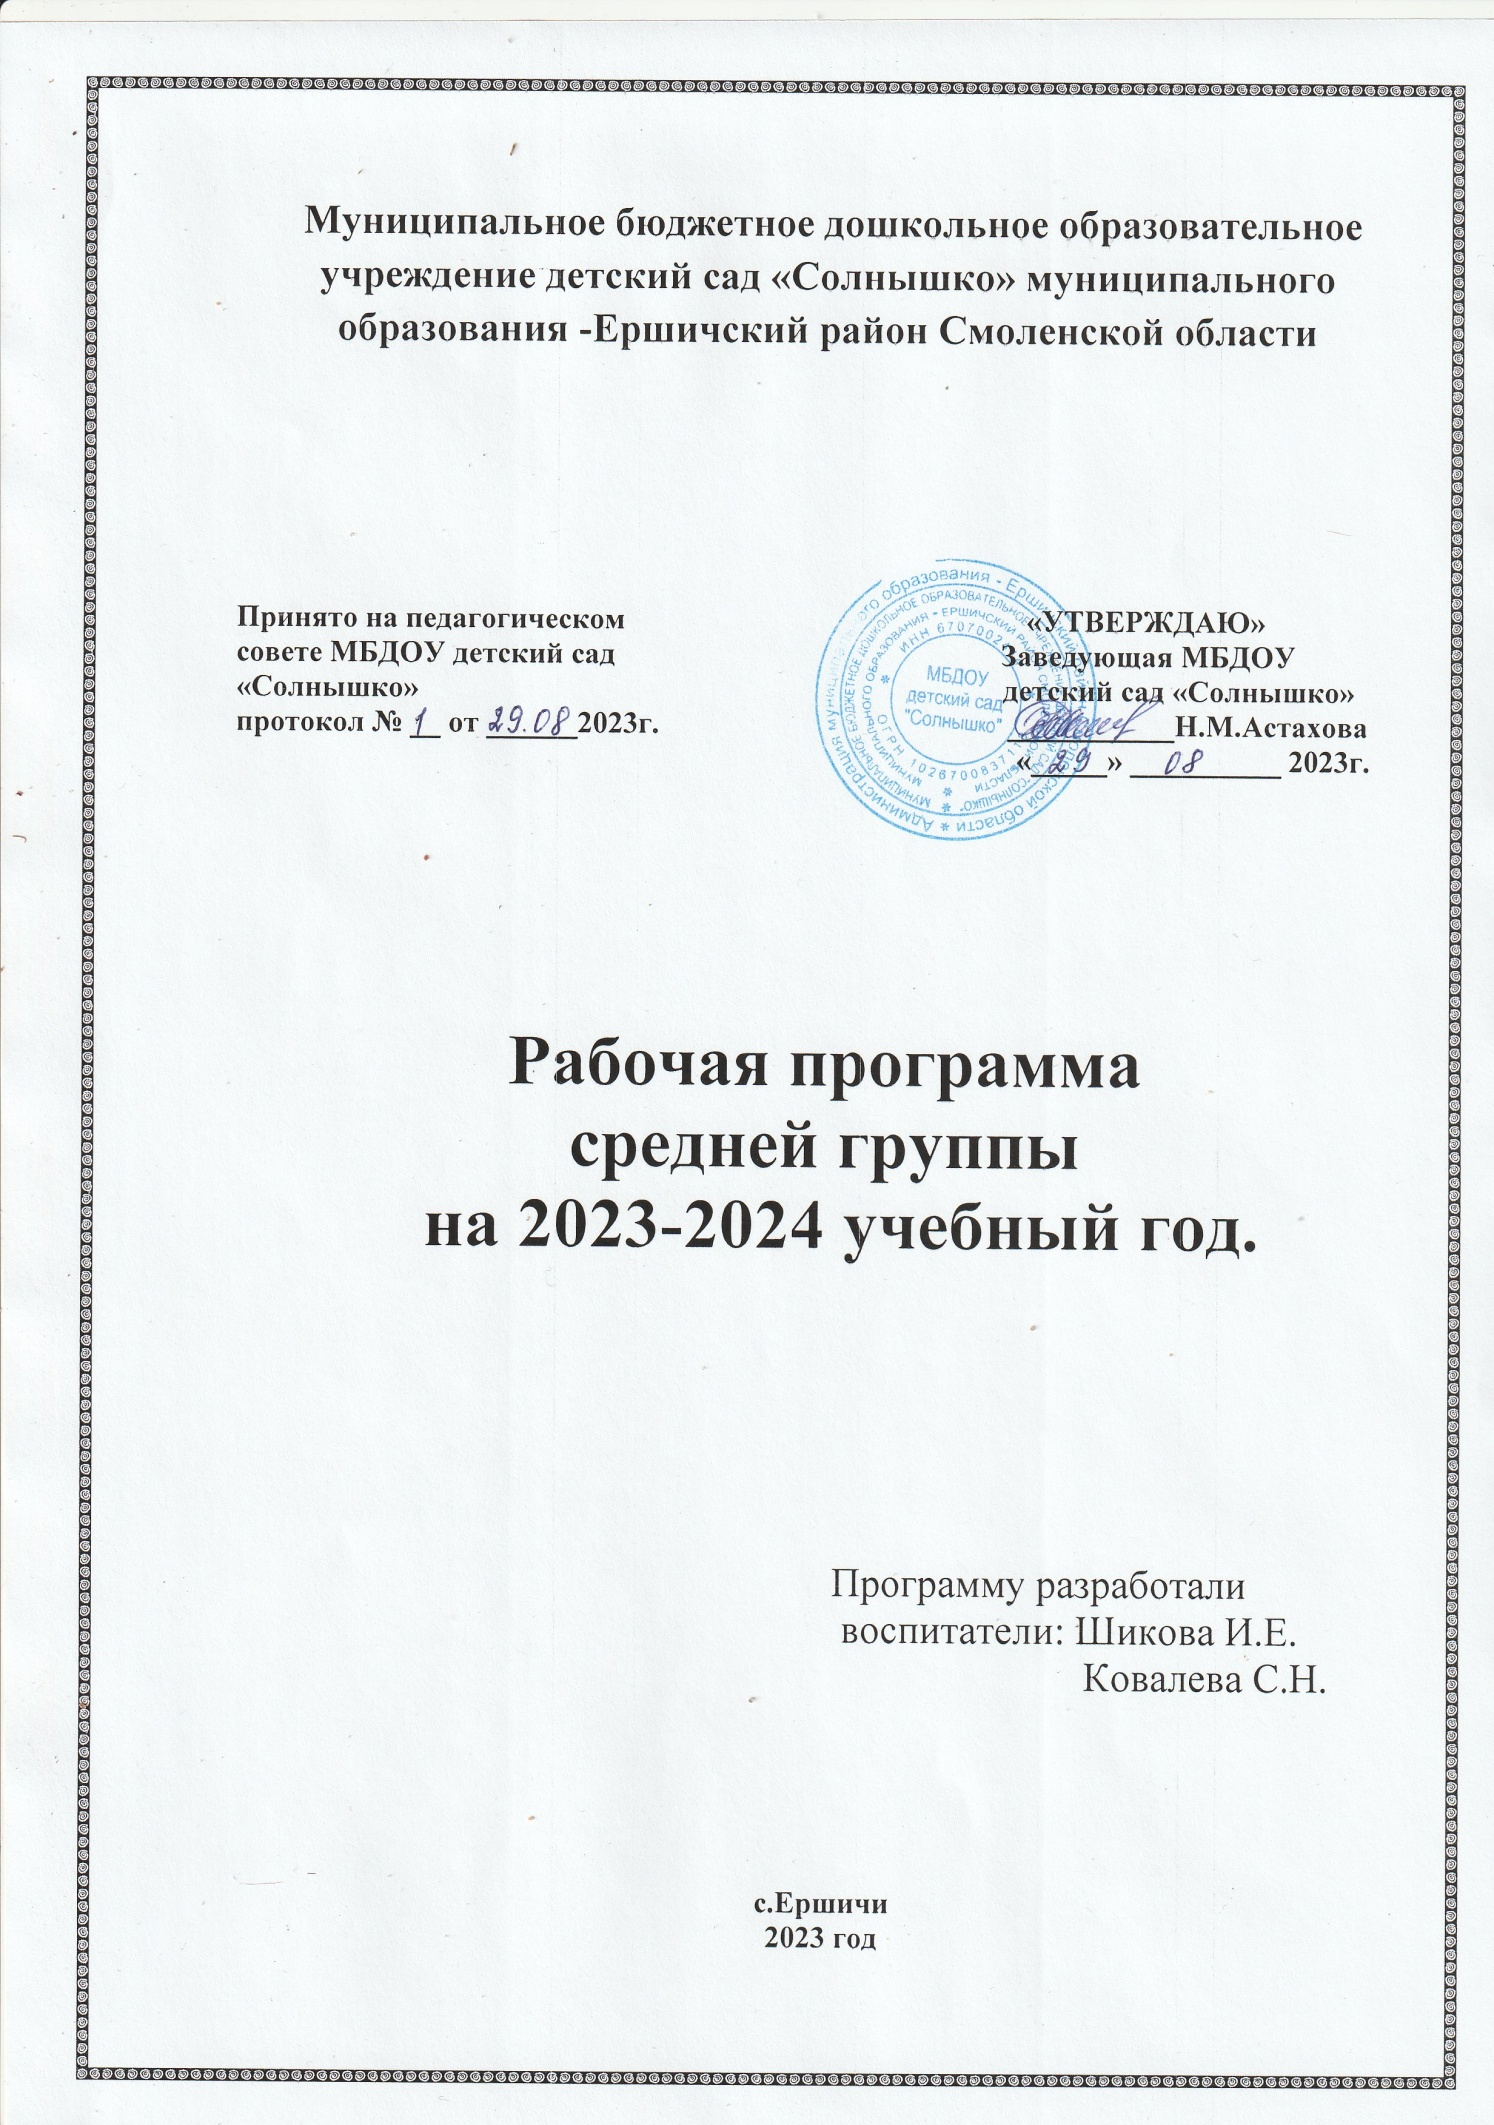 Муниципальное бюджетное дошкольное образовательное
учреждение детский сад «Солнышко» муниципального
образования -Ершичский район Смоленской области
Принято на педагогическом
совете МБДОУ детский сад
«Солнышко»
протокол № 1 от 29.08 2023г.
«УТВЕРЖДАЮ»
Заведующая МБДОУ
детский сад «Солнышко»
Н.М.Астахова
«29» 08 2023г.
МБДОУ
детский сад
"Солнышко"
Рабочая программа
средней группы
на 2023-2024 учебный год.
Программу разработали
воспитатели: Шикова И.Е.
Ковалева С.Н.
с.Ершичи
2023 год